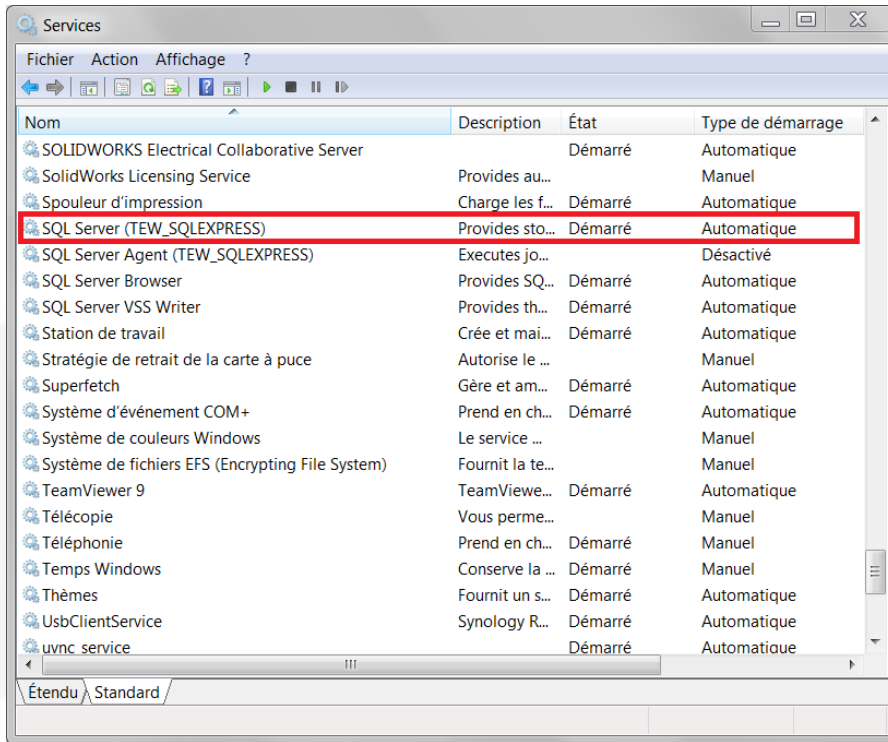 Services
Fichier Action Affichage ?
Nom Description État Type de démarrage
SOLIDWORKS Electrical Collaborative Server Démarré Automatique
SolidWorks Licensing Service Provides au... Manuel
Spouleur d'impression Charge les f... Démarré Automatique
SQL Server (TEW_SQLEXPRESS) Provides sto... Démarré Automatique
SQL Server Agent (TEW_SQLEXPRESS) Executes jo... Désactivé
SQL Server Browser Provides SQ... Démarré Automatique
SQL Server VSS Writer Provides th... Démarré Automatique
Station de travail Crée et mai... Démarré Automatique
Stratégie de retrait de la carte à puce Autorise le ... Manuel
Superfetch Gère et am... Démarré Automatique
Système d'événement COM+ Prend en ch... Démarré Automatique
Système de couleurs Windows Le service ... Manuel
Système de fichiers EFS (Encrypting File System) Fournit la te... Manuel
TeamViewer 9 TeamViewe... Démarré Automatique
Télécopie Vous perme... Manuel
Téléphonie Prend en ch... Démarré Manuel
Temps Windows Conserve la ... Démarré Manuel
Thèmes Fournit un s... Démarré Automatique
UsbClientService Synology R... Démarré Automatique
uvnc_service Démarré Automatique
Étendu Standard